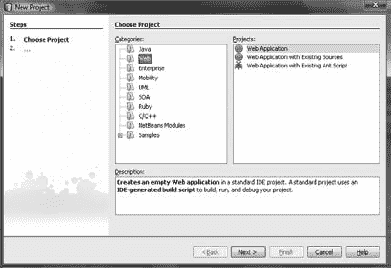 New Project
Steps
1. Choose Project
2. ...
Choose Project
Categories:
Java
Web
Enterprise
Mobility
UML
SOA
Ruby
C/C++
NetBeans Modules
Samples
Projects:
Web Application
Web Application with Existing Sources
Web Application with Existing Ant Script
Description:
Creates an empty Web application in a standard IDE project. A standard project uses an
IDE-generated build script to build, run, and debug your project.
< Back
Next >
Finish
Cancel
Help